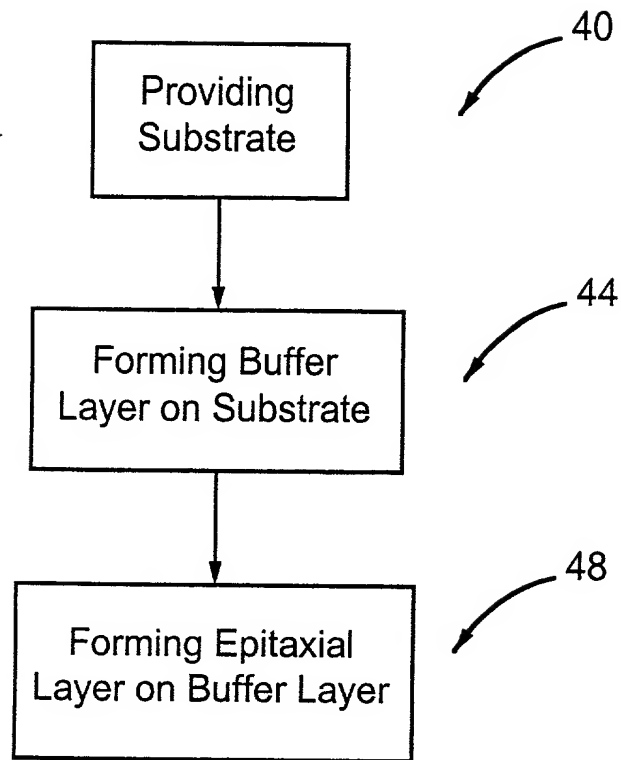 40
Providing
Substrate
44
Forming Buffer
Layer on Substrate
48
Forming Epitaxial
Layer on Buffer Layer